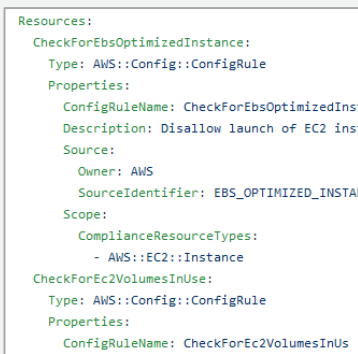 Resources:
  CheckForEbsOptimizedInstance:
    Type: AWS::Config::ConfigRule
    Properties:
      ConfigRuleName: CheckForEbsOptimizedInst
      Description: Disallow launch of EC2 inst
      Source:
        Owner: AWS
        SourceIdentifier: EBS_OPTIMIZED_INSTAN
      Scope:
        ComplianceResourceTypes:
          - AWS::EC2::Instance
  CheckForEc2VolumesInUse:
    Type: AWS::Config::ConfigRule
    Properties:
      ConfigRuleName: CheckForEc2VolumesInUs